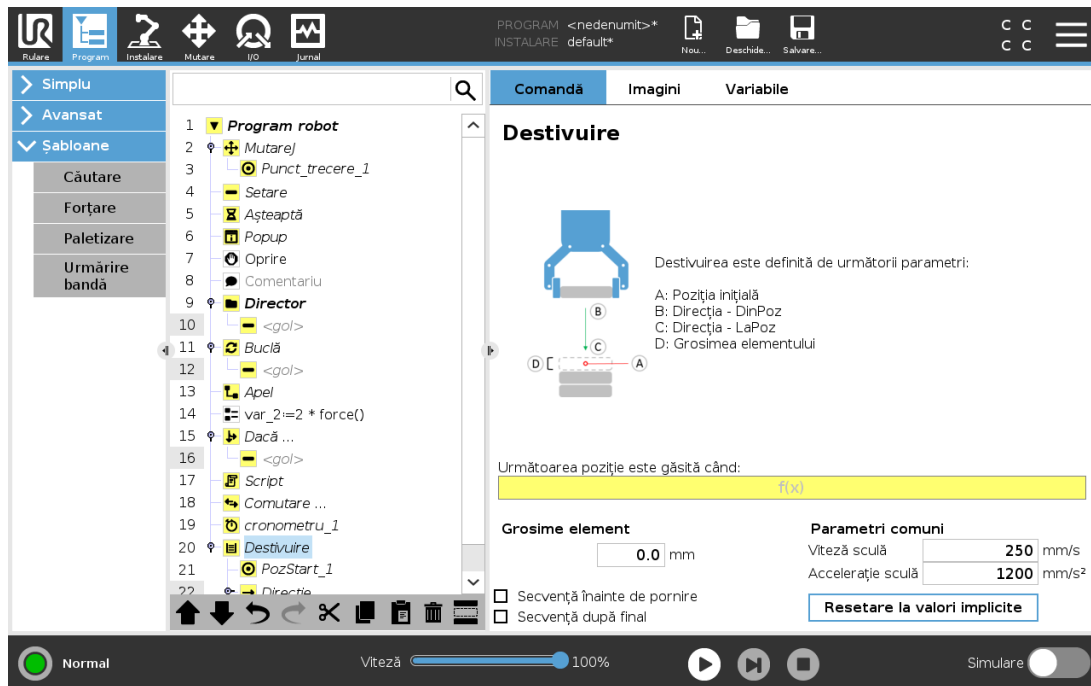 PROGRAM <nedenumit>*
INSTALARE default*
Rulare Program Instalare Mutare I/O Jurnal
Nou... Deschide... Salvare...
C C
C C
Simplu
Avansat
Șabloane
Căutare
Forțare
Paletizare
Urmărire
bandă
1 Program robot
2 MutareJ
3 Punct_trecere_1
4 Setare
5 Așteaptă
6 Popup
7 Oprire
8 Comentariu
9 Director
10 <gol>
11 Buclă
12 <gol>
13 Apel
14 var_2:=2 * force()
15 Dacă ...
16 <gol>
17 Script
18 Comutare ...
19 cronometru_1
20 Destivuire
21 PozStart_1
22 Direcție
Comandă Imagini Variabile
Destivuire
B
C
D
A
Destivuirea este definită de următorii parametri:
A: Poziția inițială
B: Direcția - DinPoz
C: Direcția - LaPoz
D: Grosimea elementului
Următoarea poziție este găsită când:
f(x)
Grosime element
0.0 mm
Secvență înainte de pornire
Secvență după final
Parametri comuni
Viteză sculă 250 mm/s
Accelerație sculă 1200 mm/s²
Resetare la valori implicite
Normal
Viteză 100%
Simulare